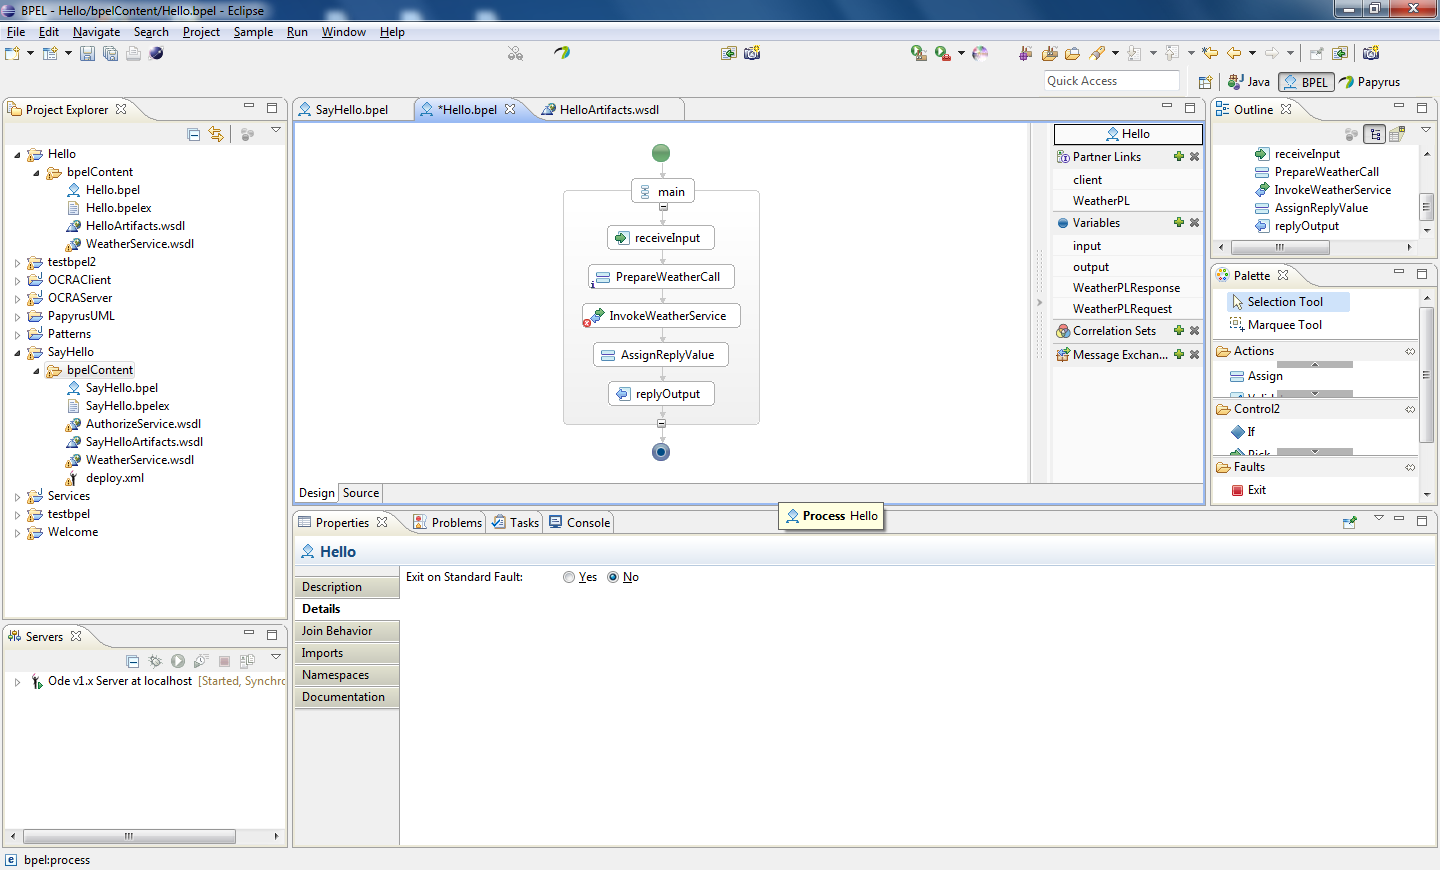 BPEL - Hello/bpelContent/Hello.bpel - Eclipse
File Edit Navigate Search Project Sample Run Window Help
Quick Access
Java BPEL Papyrus
Project Explorer
Hello
bpelContent
Hello.bpel
Hello.bpelex
HelloArtifacts.wsdl
WeatherService.wsdl
testbpel2
OCRAClient
OCRAServer
PapyrusUML
Patterns
SayHello
bpelContent
SayHello.bpel
SayHello.bpelex
AuthorizeService.wsdl
SayHelloArtifacts.wsdl
WeatherService.wsdl
deploy.xml
Services
testbpel
Welcome
Servers
Ode v1.x Server at localhost [Started, Synchro
SayHello.bpel *Hello.bpel HelloArtifacts.wsdl
main
receiveInput
PrepareWeatherCall
InvokeWeatherService
AssignReplyValue
replyOutput
Design Source
Hello
Partner Links
client
WeatherPL
Variables
input
output
WeatherPLResponse
WeatherPLRequest
Correlation Sets
Message Exchan...
Outline
receiveInput
PrepareWeatherCall
InvokeWeatherService
AssignReplyValue
replyOutput
Palette
Selection Tool
Marquee Tool
Actions
Assign
Control2
If
Faults
Exit
Process Hello
Properties Problems Tasks Console
Hello
Description
Details
Join Behavior
Imports
Namespaces
Documentation
Exit on Standard Fault: Yes No
bpel:process